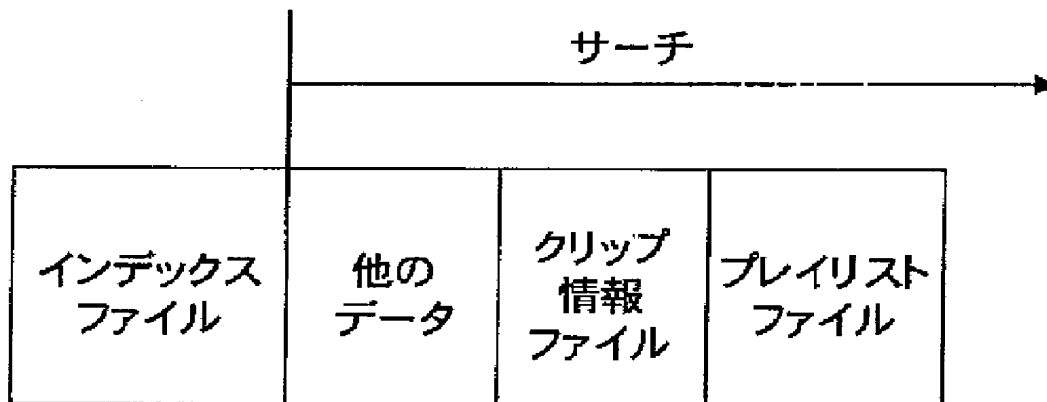 サーチ
インデックス
ファイル
他の
データ
クリップ
情報
ファイル
プレイリスト
ファイル